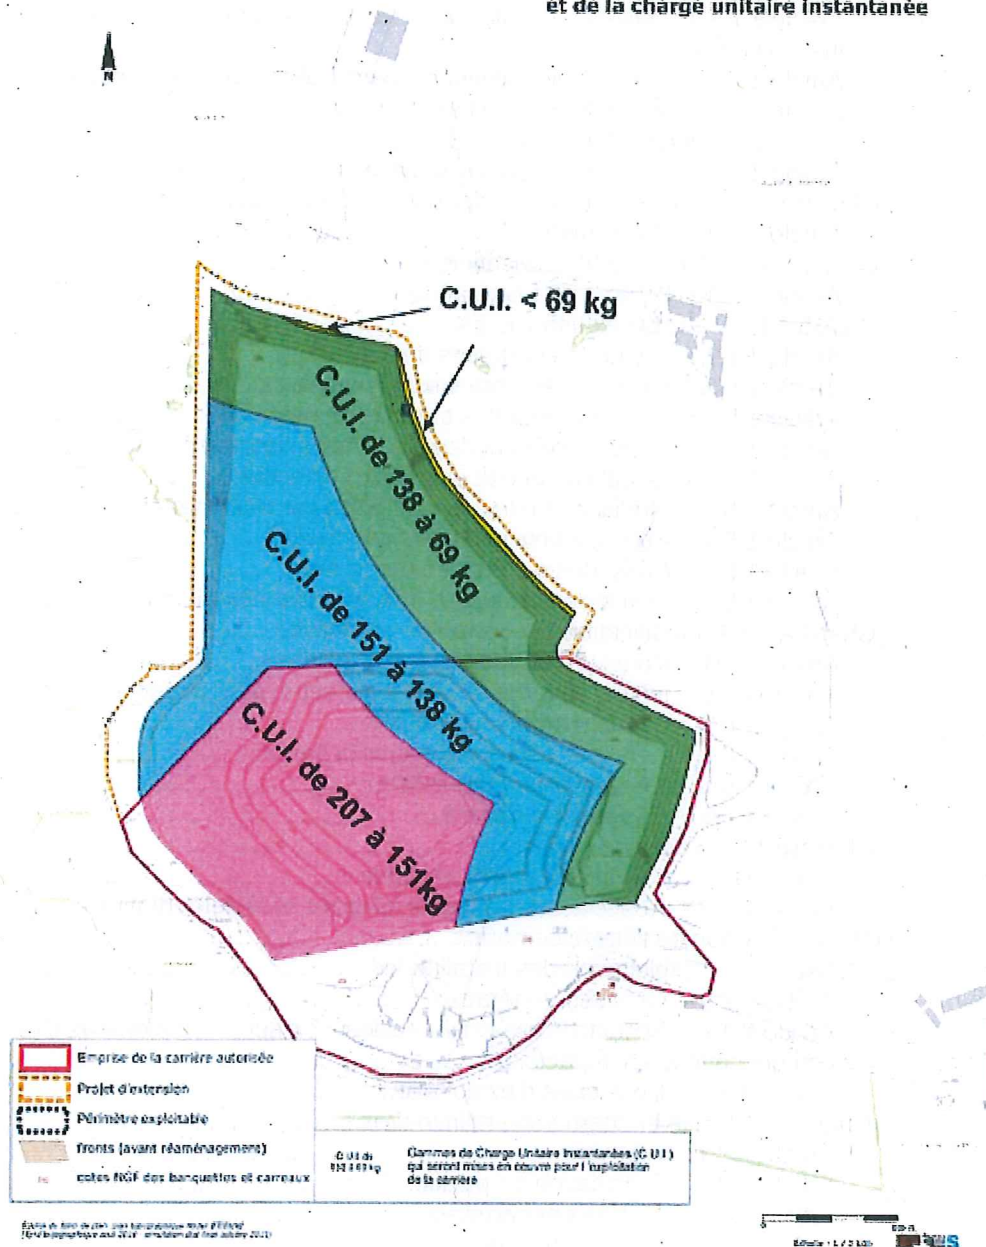 et de la charge unitaire instantanée
N
C.U.I. < 69 kg
C.U.I. de 138 à 69 kg
C.U.I. de 151 à 138 kg
C.U.I. de 207 à 151kg
Emprise de la carrière autorisée
Projet d'extension
Périmètre exploitable
fronts (avant réaménagement)
cotes NGF des banquettes et carreaux
C.U.I. de
Gammes de Charge Unitaire Instantanées (C.U.I.)
qui seront mises en oeuvre pour l'exploitation
de la carrière